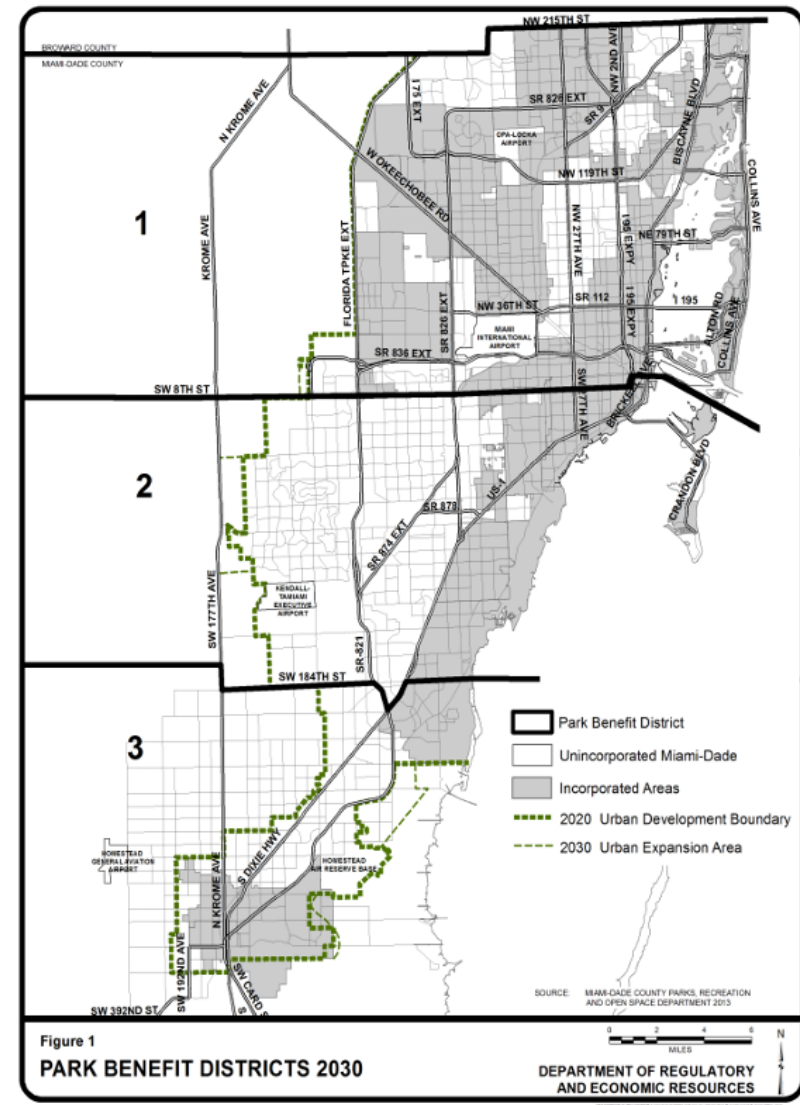 NW 215TH ST
BROWARD COUNTY
MIAMI-DADE COUNTY
N KROME AVE
I 75 EXT
NW 2ND AVE
SR 826 EXT
SR 9
BISCAYNE BLVD
OPA-LOCKA
AIRPORT
W OKEECHOBEE RD
NW 119TH ST
COLLINS AVE
1
KROME AVE
FLORIDA TPKE EXT
NW 27TH AVE
I 95 EXPY
NE 79TH ST
SR 826 EXT
NW 36TH ST
SR 112
I 95 EXPY
I 195
ALTON RD
COLLINS AVE
MIAMI
INTERNATIONAL
AIRPORT
SR 836 EXT
SW 8TH ST
SW 27TH AVE
2
CRANDON BLVD
US-1
SR 878
SR 874 EXT
SW 177TH AVE
KENDALL-
TAMIAMI
EXECUTIVE
AIRPORT
SR-821
SW 184TH ST
3
Park Benefit District
Unincorporated Miami-Dade
Incorporated Areas
2020 Urban Development Boundary
2030 Urban Expansion Area
HOMESTEAD
GENERAL AVIATION
AIRPORT
N KROME AVE
S DIXIE HWY
HOMESTEAD
AIR RESERVE BASE
SW 192ND AVE
SW CARD S
SW 392ND ST
S
SOURCE: MIAMI-DADE COUNTY PARKS, RECREATION
AND OPEN SPACE DEPARTMENT 2013
Figure 1
PARK BENEFIT DISTRICTS 2030
0 2 4 6
MILES
N
DEPARTMENT OF REGULATORY
AND ECONOMIC RESOURCES